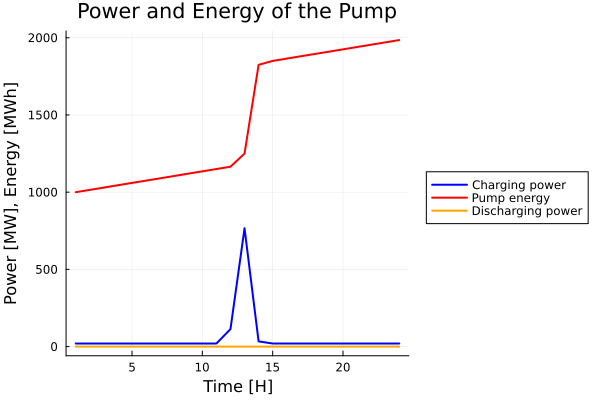 Power and Energy of the Pump
Power [MW], Energy [MWh]
2000
1500
1000
500
0
5 10 15 20
Time [H]
Charging power
Pump energy
Discharging power